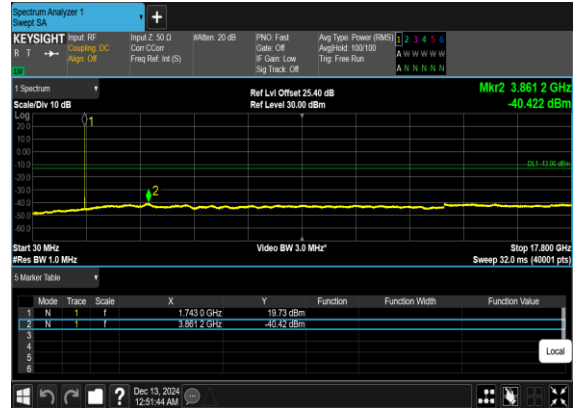 Spectrum Analyzer 1
Swept SA
KEYSIGHT Input: RF Input Z: 50 Ω #Atten: 20 dB PNO: Fast Avg Type: Power (RMS) 1 2 3 4 5 6
R T Coupling: DC Corr CCorr Gate: Off Avg|Hold: 100/100 A W W W W W
Align: Off Freq Ref: Int (S) IF Gain: Low Trig: Free Run
Sig Track: Off A N N N N N
1 Spectrum Ref Lvl Offset 25.40 dB Mkr2 3.861 2 GHz
Scale/Div 10 dB Ref Level 30.00 dBm -40.422 dBm
Log
1
20.0
10.0
0.00
-10.0 DL1 -13.00 dBm
-20.0
-30.0 2
-40.0
-50.0
-60.0
Start 30 MHz Video BW 3.0 MHz* Stop 17.800 GHz
#Res BW 1.0 MHz Sweep 32.0 ms (40001 pts)
5 Marker Table
Mode Trace Scale X Y Function Function Width Function Value
1 N 1 f 1.743 0 GHz 19.73 dBm
2 N 1 f 3.861 2 GHz -40.42 dBm
3
4
5
6
Local
? Dec 13, 2024
12:51:44 AM